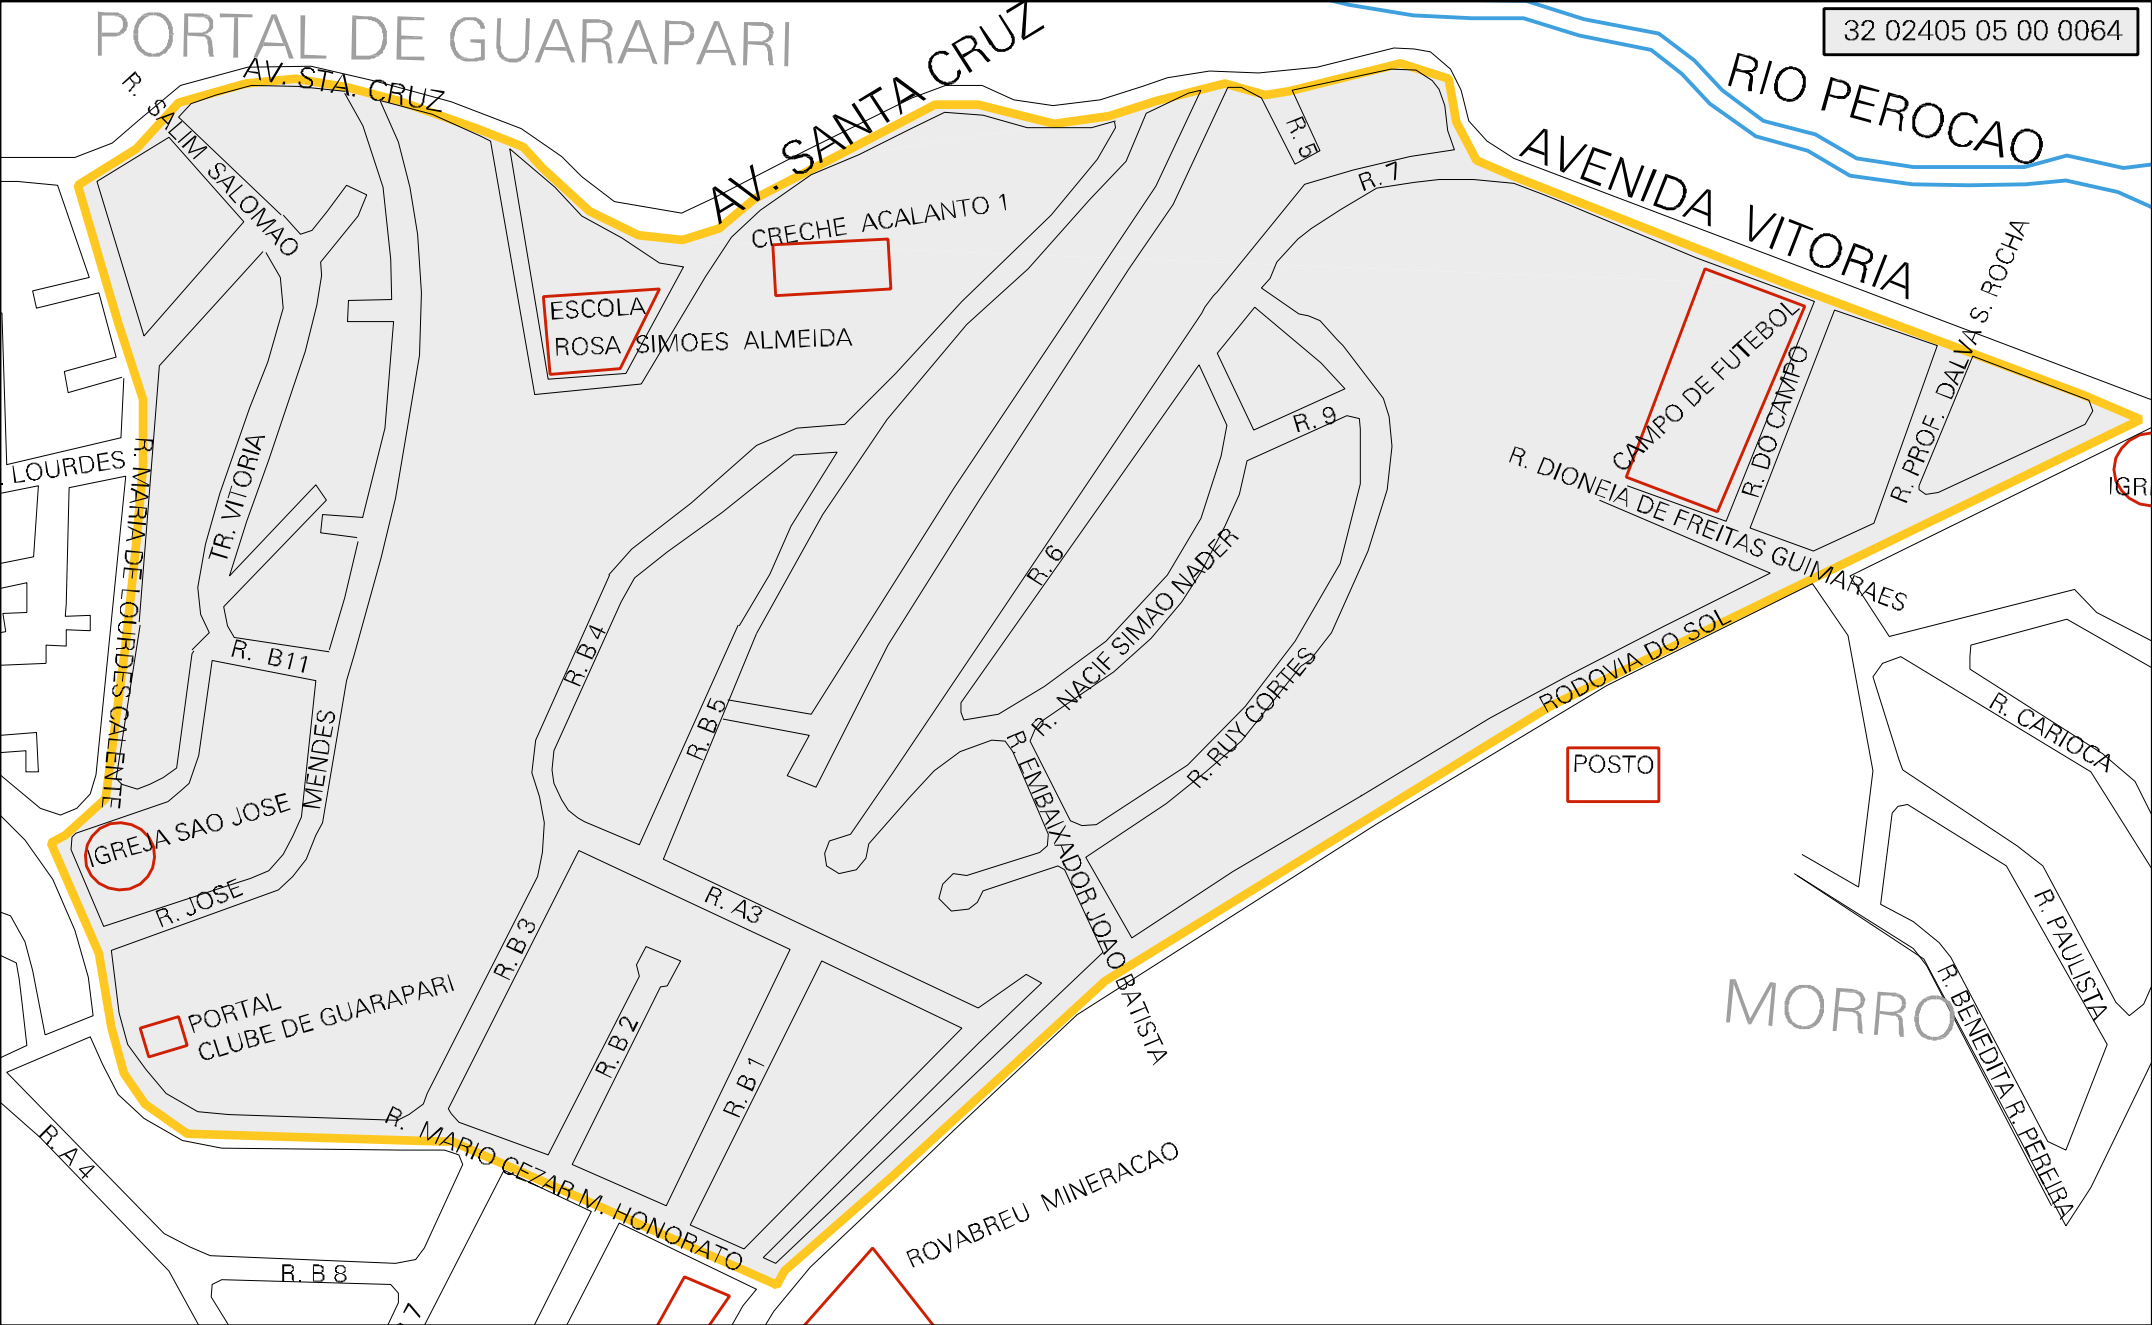 PORTAL DE GUARAPARI
32 02405 05 00 0064
RIO PEROCAO
AV. STA. CRUZ
AV. SANTA CRUZ
AVENIDA VITORIA
R. SALIM SALOMAO
R. 5
R. 7
CRECHE ACALANTO 1
R. PROF. DALVA S. ROCHA
ESCOLA
ROSA SIMOES ALMEIDA
CAMPO DE FUTEBOL
R. DO CAMPO
R. 9
R. DIONEIA DE FREITAS GUIMARAES
LOURDES
R. MARIA DE LOURDES CALENTE
TR. VITORIA
R. 6
R. NACIF SIMAO NADER
R. RUY CORTES
R. B 4
R. B 5
R. B11
MENDES
RODOVIA DO SOL
R. EMBAIXADOR JOAO BATISTA
POSTO
R. CARIOCA
IGREJA SAO JOSE
R. JOSE
R. A3
R. B 3
R. PAULISTA
PORTAL
CLUBE DE GUARAPARI
MORRO
R. BENEDITA R. PEREIRA
R. B 2
R. B 1
R. MARIO CEZAR M. HONORATO
R. A 4
ROVABREU MINERACAO
R. B 8
7
IGR